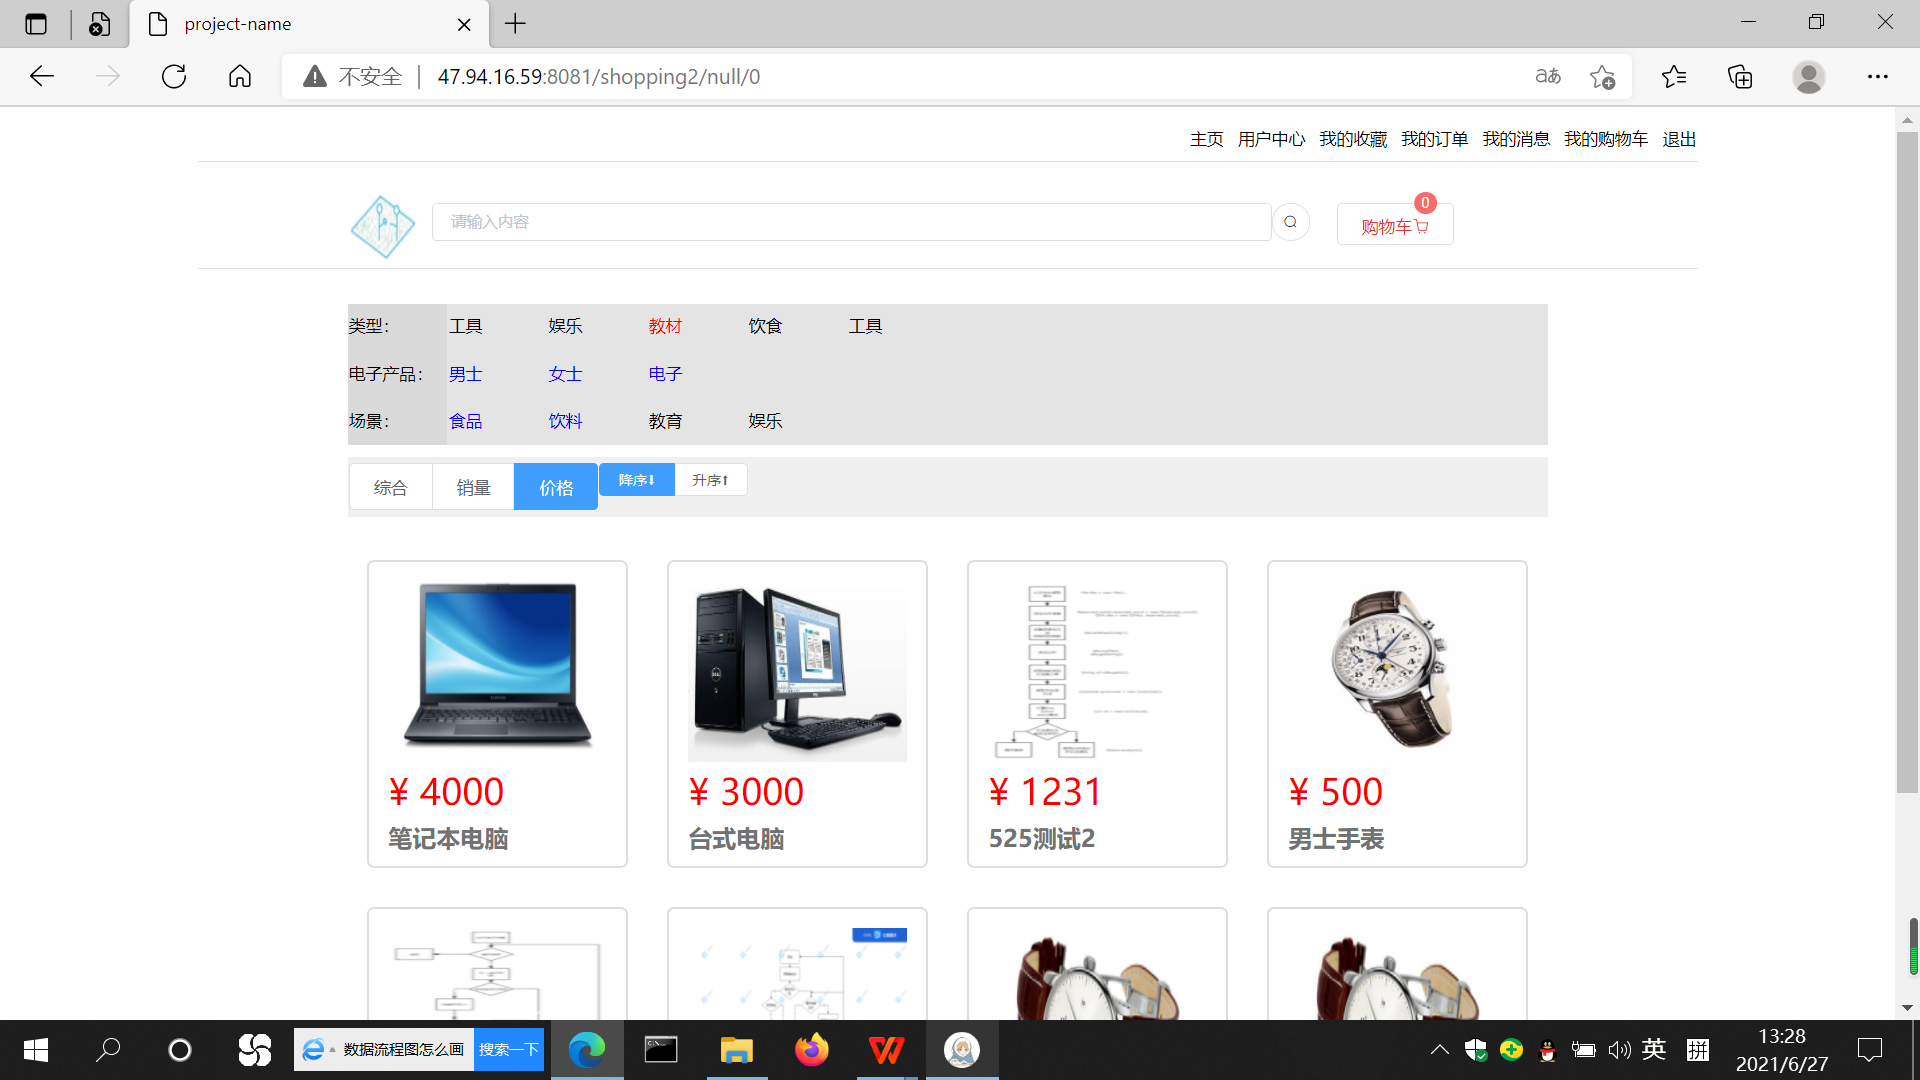 project-name
不安全 47.94.16.59:8081/shopping2/null/0
aあ
主页 用户中心 我的收藏 我的订单 我的消息 我的购物车 退出
请输入内容
购物车 0
类型: 工具 娱乐 教材 饮食 工具
电子产品: 男士 女士 电子
场景: 食品 饮料 教育 娱乐
综合 销量 价格 降序⬇ 升序⬆
¥ 4000
笔记本电脑
¥ 3000
台式电脑
¥ 1231
525测试2
¥ 500
男士手表
数据流程图怎么画 搜索一下
英 拼
13:28
2021/6/27